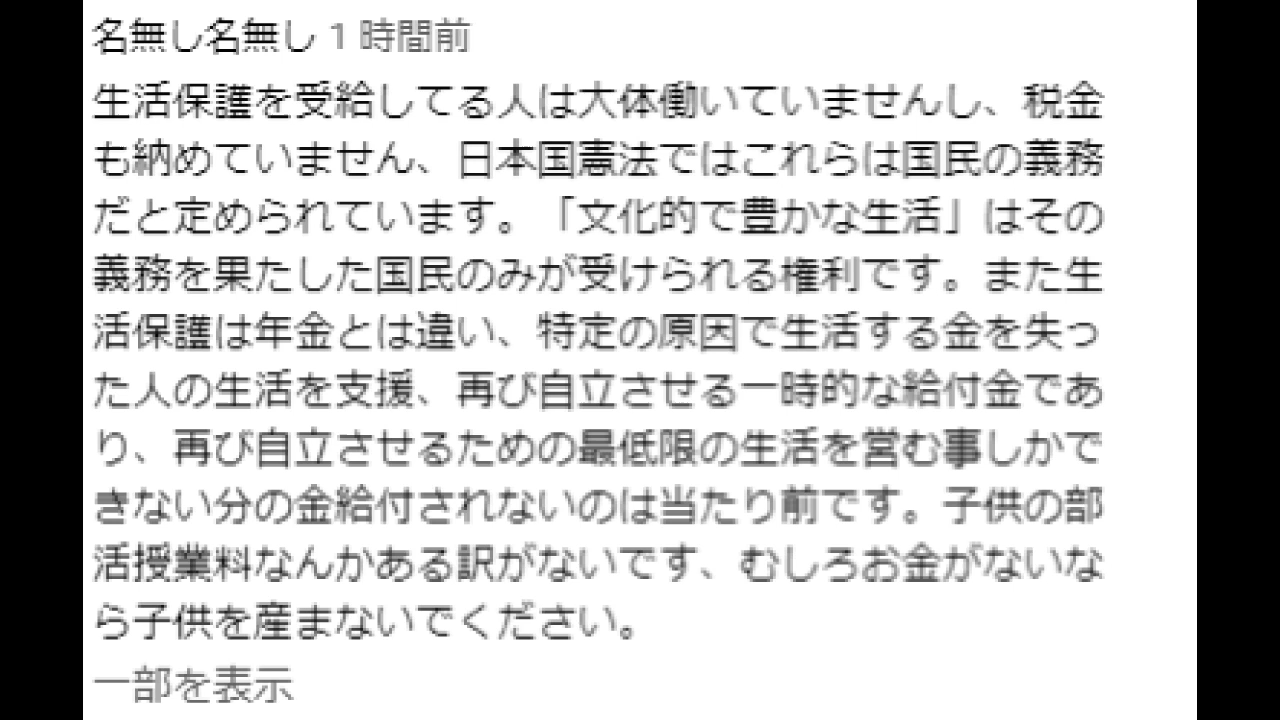 名無し名無し 1 時間前
生活保護を受給してる人は大体働いていませんし、税金
も納めていません、日本国憲法ではこれらは国民の義務
だと定められています。「文化的で豊かな生活」はその
義務を果たした国民のみが受けられる権利です。また生
活保護は年金とは違い、特定の原因で生活する金を失っ
た人の生活を支援、再び自立させる一時的な給付金であ
り、再び自立させるための最低限の生活を営む事しかで
きない分の金給付されないのは当たり前です。子供の部
活授業料なんかある訳がないです、むしろお金がないな
ら子供を産まないでください。
一部を表示